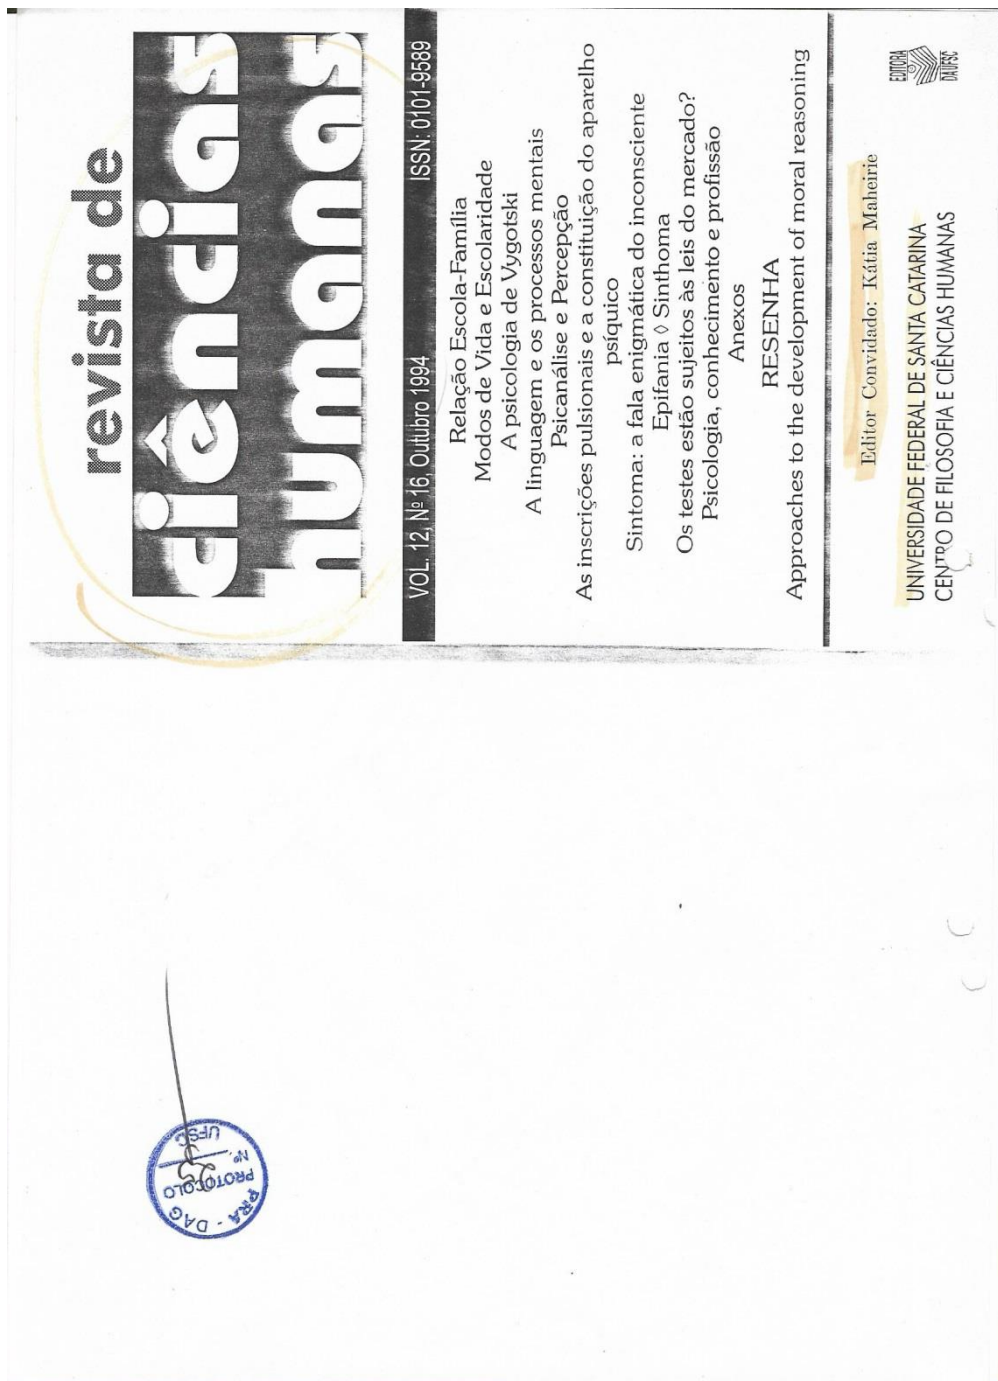 revista de
ciências
humanas
VOL. 12, Nº 16, Outubro 1994 ISSN: 0101-9589
Relação Escola-Família
Modos de Vida e Escolaridade
A psicologia de Vygotski
A linguagem e os processos mentais
Psicanálise e Percepção
As inscrições pulsionais e a constituição do aparelho
psíquico
Sintoma: a fala enigmática do inconsciente
Epifania ◊ Sinthoma
Os testes estão sujeitos às leis do mercado?
Psicologia, conhecimento e profissão
Anexos
RESENHA
Approaches to the development of moral reasoning
Editor Convidado: Kátia Maheirie
UNIVERSIDADE FEDERAL DE SANTA CATARINA
CENTRO DE FILOSOFIA E CIÊNCIAS HUMANAS
EDITORA
DA UFSC
PRA - DAG
PROTOCOLO
Nº
UFSC